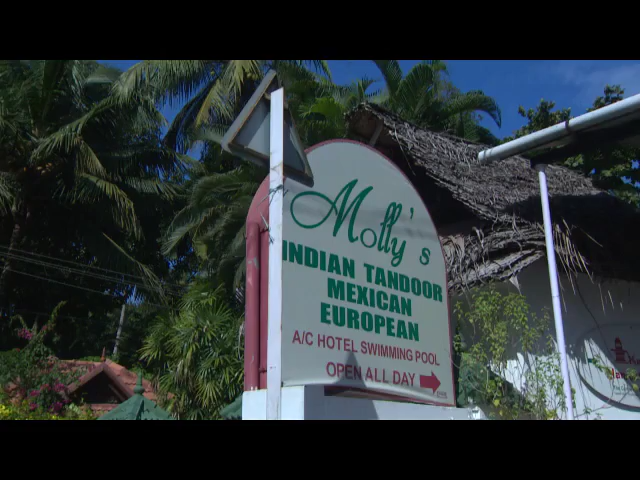 Molly's
INDIAN TANDOOR
MEXICAN
EUROPEAN
A/C HOTEL SWIMMING POOL
OPEN ALL DAY